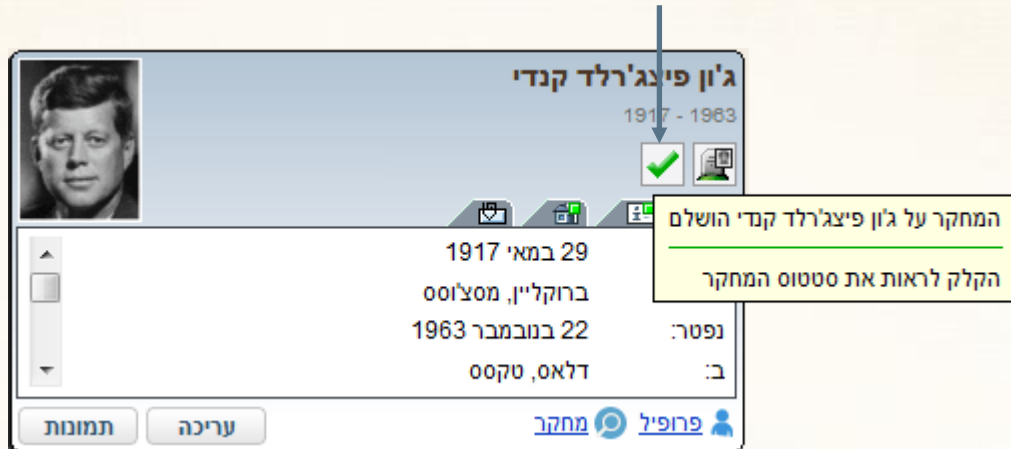 ג'ון פיצג'רלד קנדי
1917 - 1963
המחקר על ג'ון פיצג'רלד קנדי הושלם
הקלק לראות את סטטוס המחקר
29 במאי 1917
ברוקליין, מסצ'וסס
נפטר: 22 בנובמבר 1963
ב: דלאס, טקסס
פרופיל מחקר עריכה תמונות